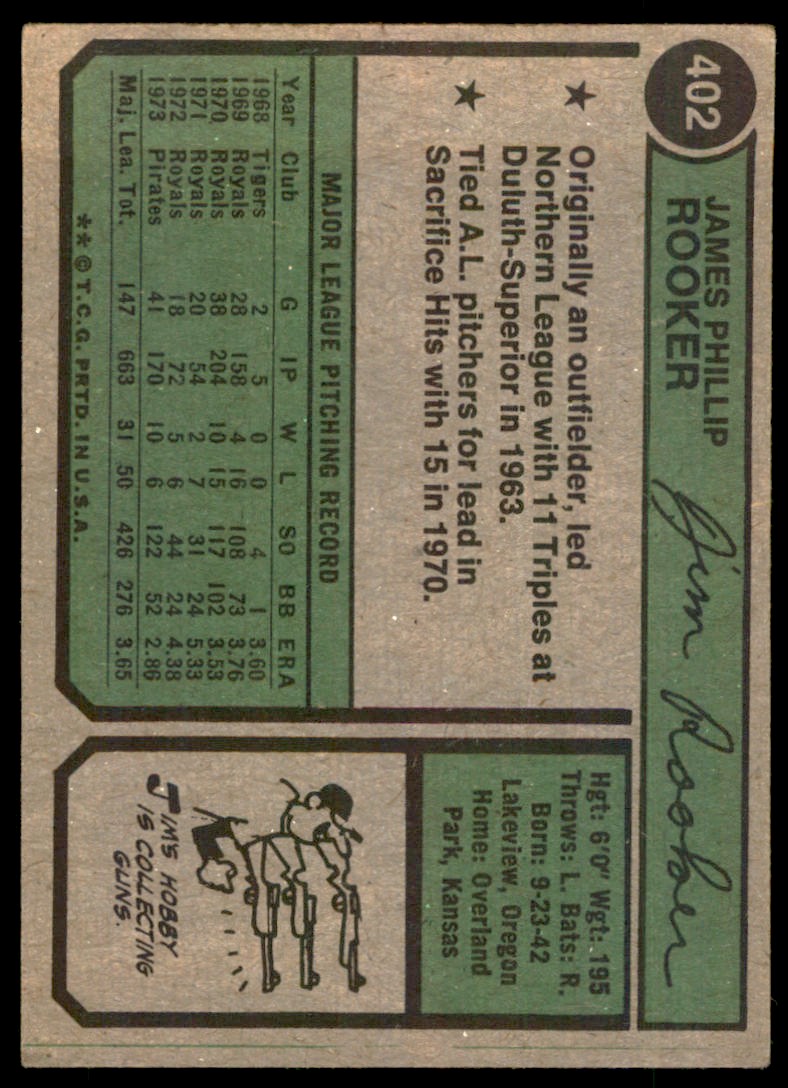 402
JAMES PHILLIP
ROOKER
Jim Rooker
★ Originally an outfielder, led
Northern League with 11 Triples at
Duluth-Superior in 1963.
★ Tied A.L. pitchers for lead in
Sacrifice Hits with 15 in 1970.
Hgt: 6'0" Wgt: 195
Throws: L. Bats: R.
Born: 9-23-42
Lakeview, Oregon
Home: Overland
Park, Kansas
MAJOR LEAGUE PITCHING RECORD
Year Club G IP W L SO BB ERA
1968 Tigers 2 5 0 0 4 1 3.60
1969 Royals 28 158 4 16 108 73 3.76
1970 Royals 38 204 10 15 117 102 3.53
1971 Royals 20 54 2 7 31 24 5.33
1972 Royals 18 72 5 6 44 24 4.38
1973 Pirates 41 170 10 6 122 52 2.86
Maj. Lea. Tot. 147 663 31 50 426 276 3.65
** © T.C.G. PRTD. IN U.S.A.
JIM'S HOBBY
IS COLLECTING
GUNS.